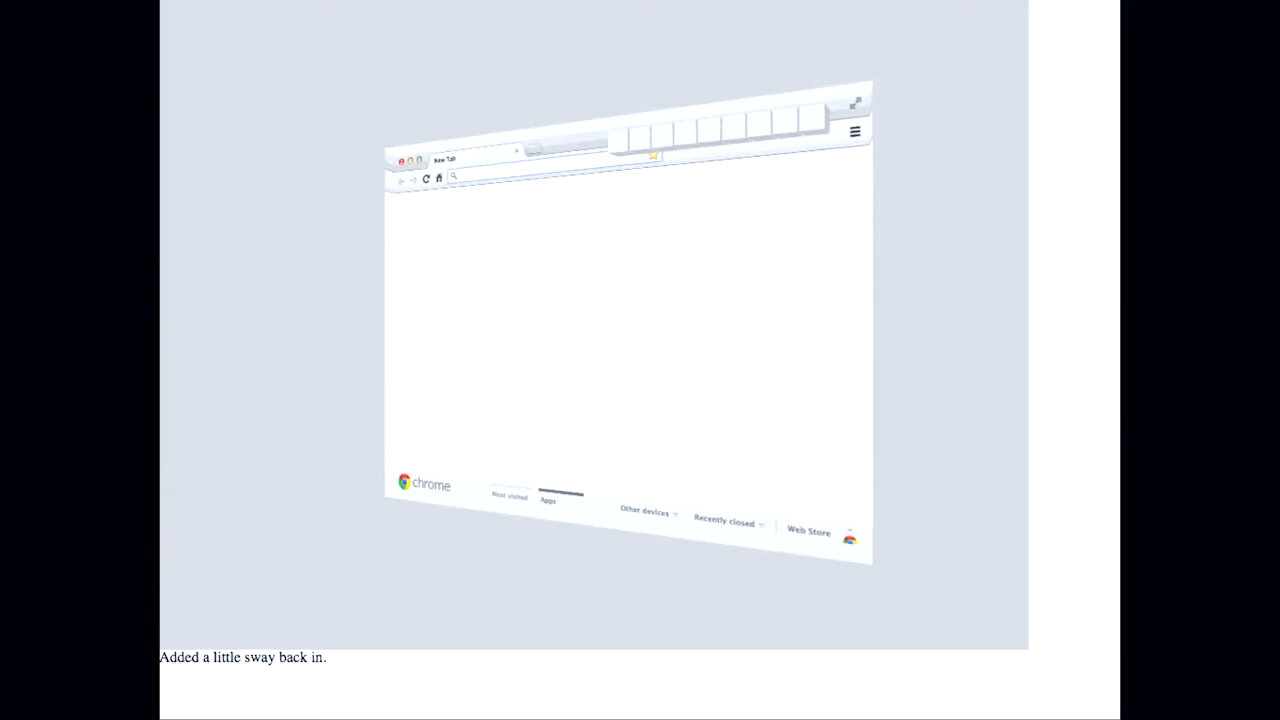 New Tab
chrome
Most visited
Apps
Other devices
Recently closed
Web Store
Added a little sway back in.